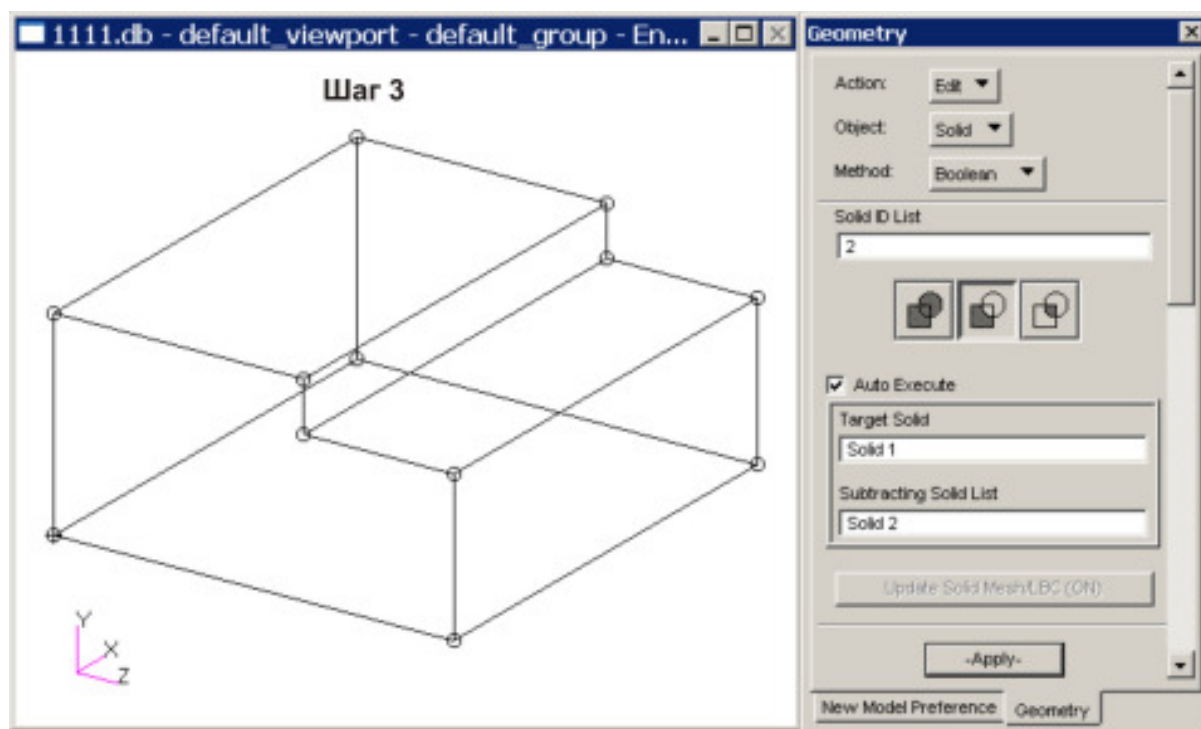 1111.db - default_viewport - default_group - En...
Шаг 3
Y
X
Z
Geometry
Action: Edit
Object: Solid
Method: Boolean
Solid ID List
2
Auto Execute
Target Solid
Solid 1
Subtracting Solid List
Solid 2
Update Solid Mesh/LBC (ON)
-Apply-
New Model Preference Geometry